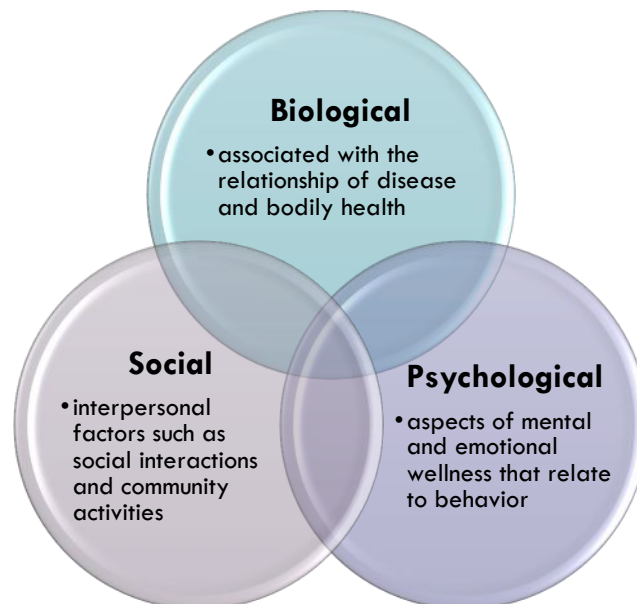 Biological
•associated with the
relationship of disease
and bodily health
Social
•interpersonal
factors such as
social interactions
and community
activities
Psychological
•aspects of mental
and emotional
wellness that relate
to behavior